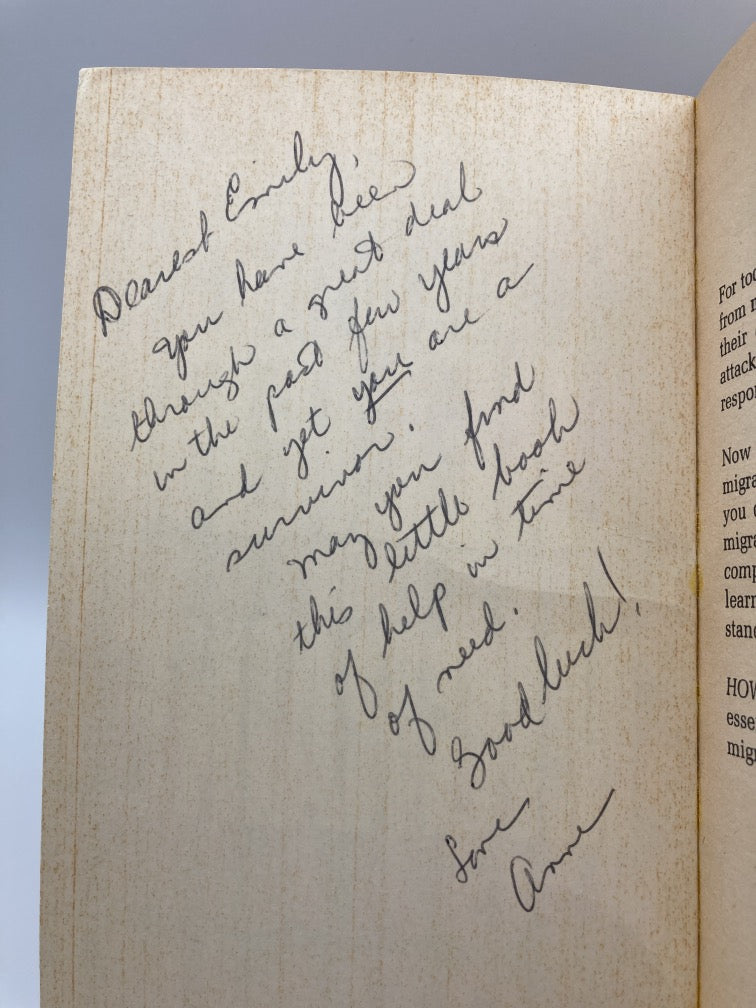 Dearest Emily,
you have been
through a great deal
in the past few years
and yet you are a
survivor.
may you find
this little book
of help in time
of need.
Good luck!
Love
Anne
For
from
their
attack
respon
Now
migra
you
migra
comp
learn
stand
HOW
esse
migr